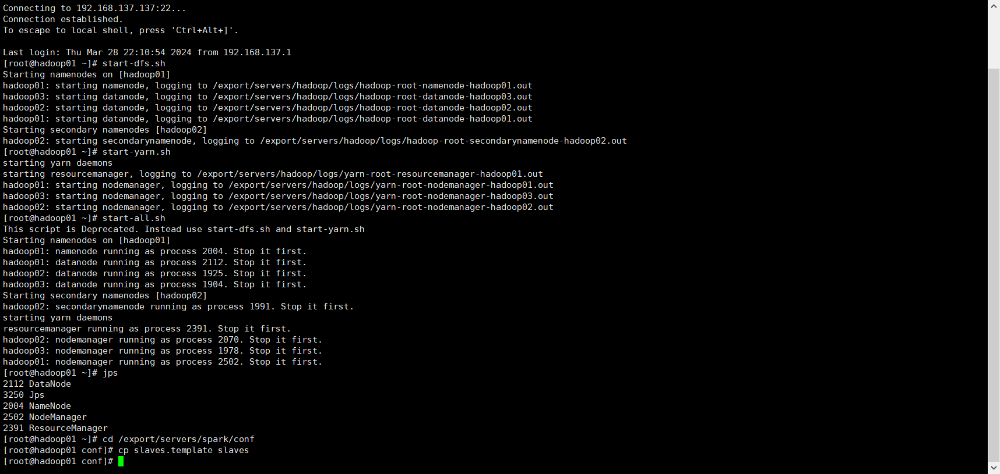 Connecting to 192.168.137.137:22...
Connection established.
To escape to local shell, press 'Ctrl+Alt+]'.
Last login: Thu Mar 28 22:10:54 2024 from 192.168.137.1
[root@hadoop01 ~]# start-dfs.sh
Starting namenodes on [hadoop01]
hadoop01: starting namenode, logging to /export/servers/hadoop/logs/hadoop-root-namenode-hadoop01.out
hadoop03: starting datanode, logging to /export/servers/hadoop/logs/hadoop-root-datanode-hadoop03.out
hadoop02: starting datanode, logging to /export/servers/hadoop/logs/hadoop-root-datanode-hadoop02.out
hadoop01: starting datanode, logging to /export/servers/hadoop/logs/hadoop-root-datanode-hadoop01.out
Starting secondary namenodes [hadoop02]
hadoop02: starting secondarynamenode, logging to /export/servers/hadoop/logs/hadoop-root-secondarynamenode-hadoop02.out
[root@hadoop01 ~]# start-yarn.sh
starting yarn daemons
starting resourcemanager, logging to /export/servers/hadoop/logs/yarn-root-resourcemanager-hadoop01.out
hadoop01: starting nodemanager, logging to /export/servers/hadoop/logs/yarn-root-nodemanager-hadoop01.out
hadoop03: starting nodemanager, logging to /export/servers/hadoop/logs/yarn-root-nodemanager-hadoop03.out
hadoop02: starting nodemanager, logging to /export/servers/hadoop/logs/yarn-root-nodemanager-hadoop02.out
[root@hadoop01 ~]# start-all.sh
This script is Deprecated. Instead use start-dfs.sh and start-yarn.sh
Starting namenodes on [hadoop01]
hadoop01: namenode running as process 2004. Stop it first.
hadoop01: datanode running as process 2112. Stop it first.
hadoop02: datanode running as process 1925. Stop it first.
hadoop03: datanode running as process 1904. Stop it first.
Starting secondary namenodes [hadoop02]
hadoop02: secondarynamenode running as process 1991. Stop it first.
starting yarn daemons
resourcemanager running as process 2391. Stop it first.
hadoop02: nodemanager running as process 2070. Stop it first.
hadoop03: nodemanager running as process 1978. Stop it first.
hadoop01: nodemanager running as process 2502. Stop it first.
[root@hadoop01 ~]# jps
2112 DataNode
3250 Jps
2004 NameNode
2502 NodeManager
2391 ResourceManager
[root@hadoop01 ~]# cd /export/servers/spark/conf
[root@hadoop01 conf]# cp slaves.template slaves
[root@hadoop01 conf]#